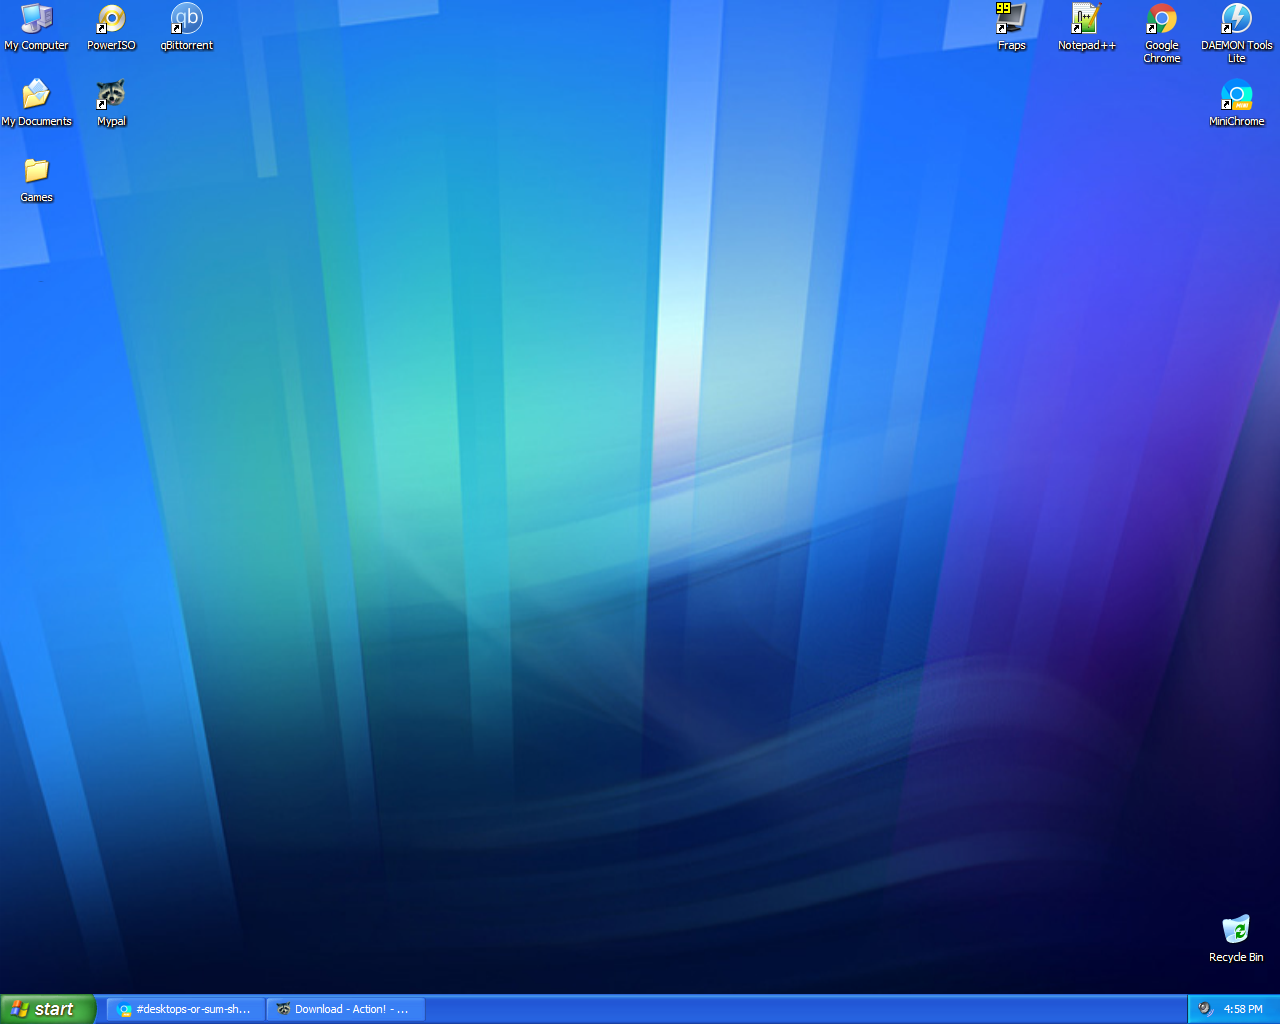 My Computer
PowerISO
qBittorrent
99
Fraps
Notepad++
Google
Chrome
DAEMON Tools
Lite
My Documents
Mypal
MiniChrome
Games
Recycle Bin
start
#desktops-or-sum-sh...
Download - Action! - ...
4:58 PM